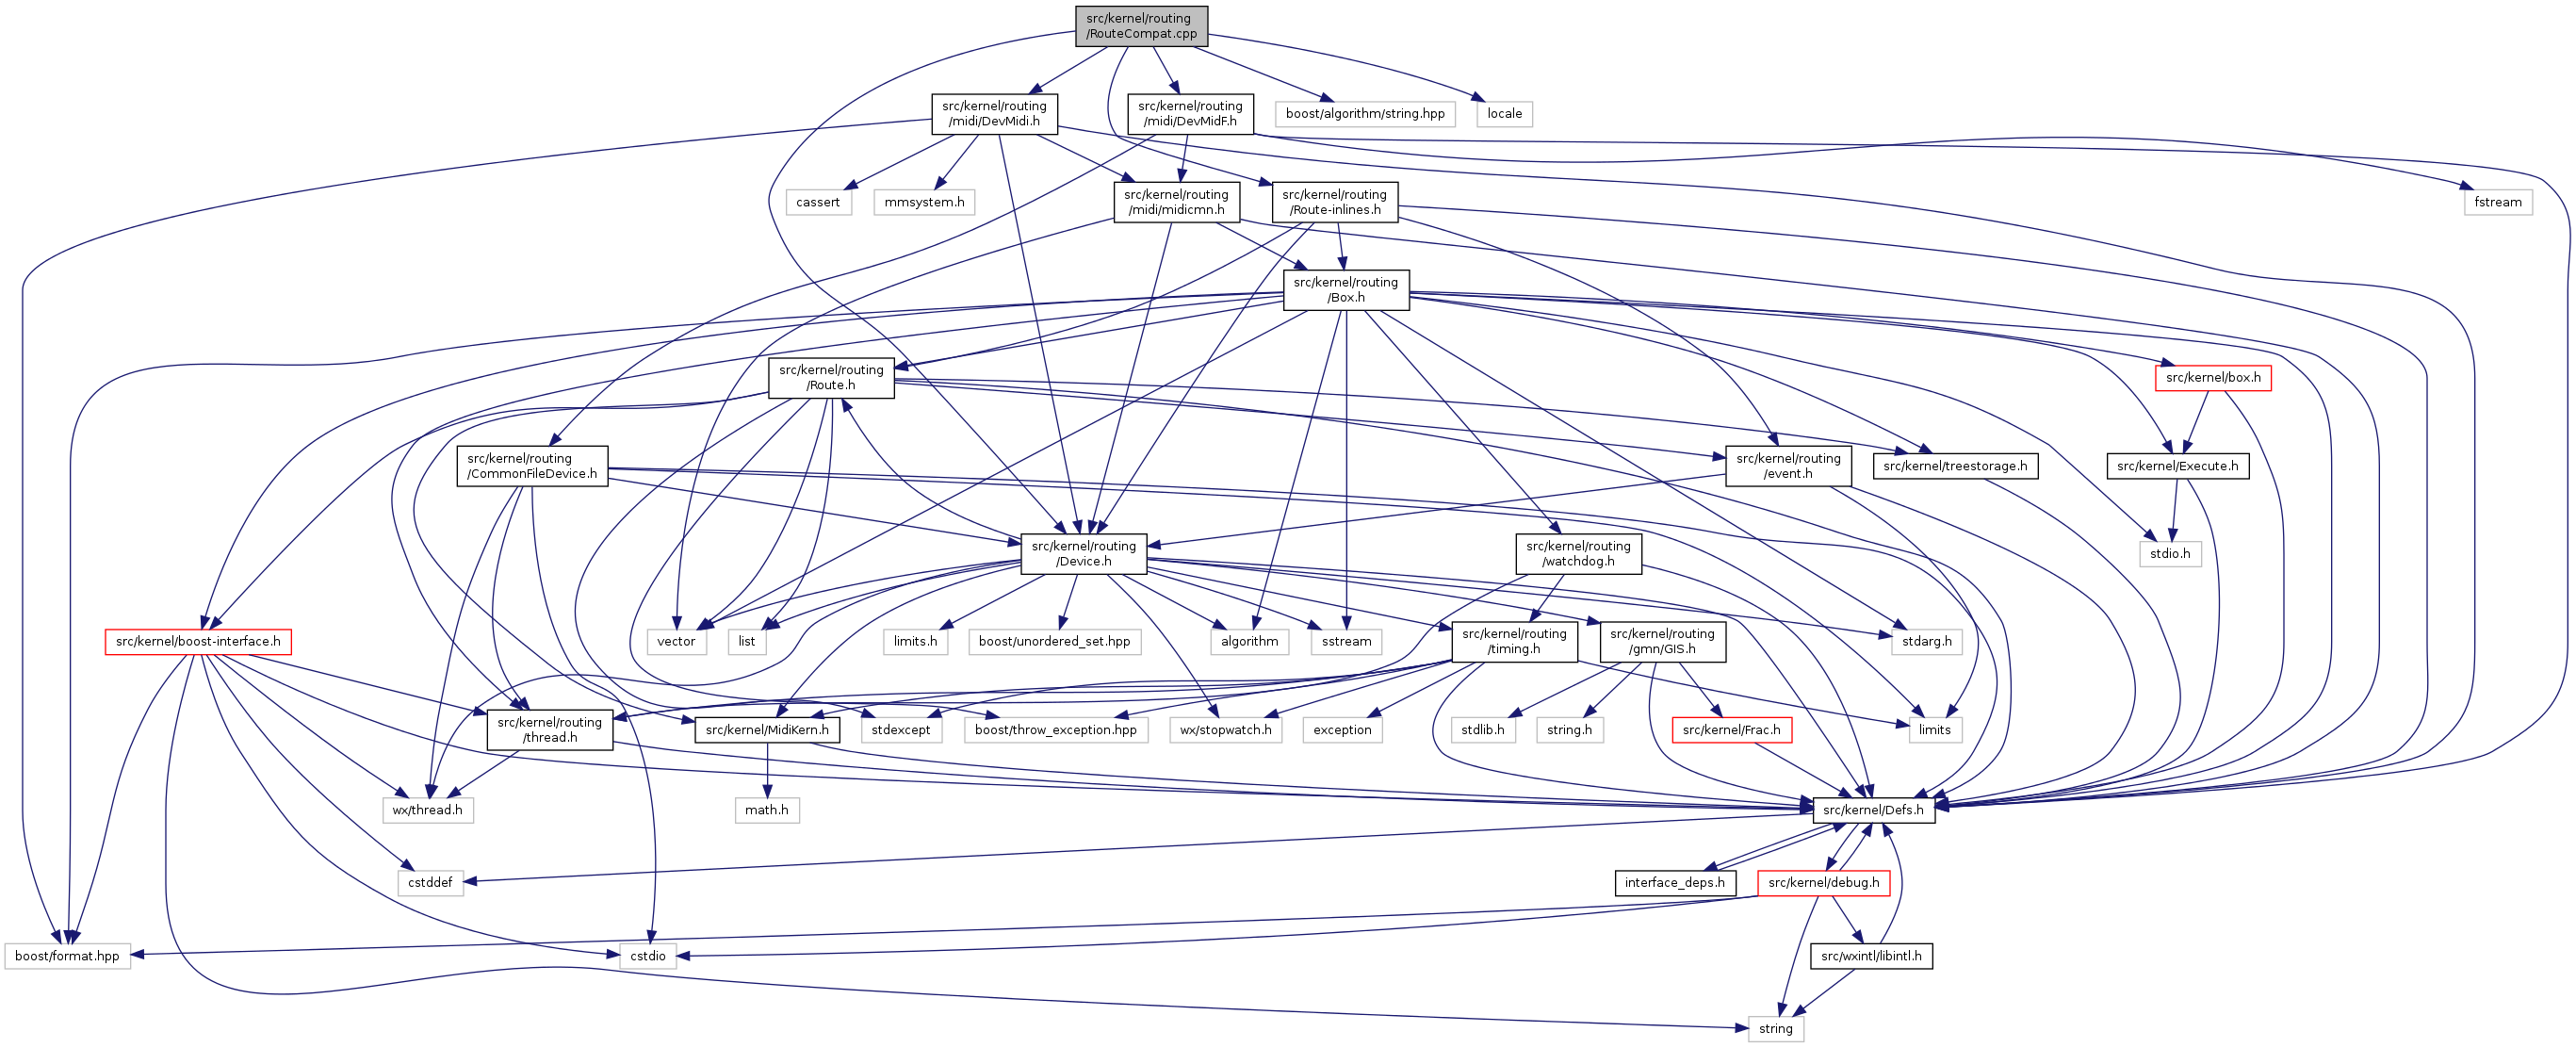 src/kernel/routing
/RouteCompat.cpp
src/kernel/routing
/midi/DevMidi.h
src/kernel/routing
/midi/DevMidF.h
boost/algorithm/string.hpp
locale
cassert
mmsystem.h
src/kernel/routing
/midi/midicmn.h
src/kernel/routing
/Route-inlines.h
fstream
src/kernel/routing
/Box.h
src/kernel/routing
/Route.h
src/kernel/box.h
src/kernel/routing
/CommonFileDevice.h
src/kernel/routing
/event.h
src/kernel/treestorage.h
src/kernel/Execute.h
src/kernel/routing
/Device.h
src/kernel/routing
/watchdog.h
stdio.h
src/kernel/boost-interface.h
vector
list
limits.h
boost/unordered_set.hpp
algorithm
sstream
src/kernel/routing
/timing.h
src/kernel/routing
/gmn/GIS.h
stdarg.h
src/kernel/routing
/thread.h
src/kernel/MidiKern.h
stdexcept
boost/throw_exception.hpp
wx/stopwatch.h
exception
stdlib.h
string.h
src/kernel/Frac.h
limits
wx/thread.h
math.h
src/kernel/Defs.h
cstddef
interface_deps.h
src/kernel/debug.h
boost/format.hpp
cstdio
src/wxintl/libintl.h
string